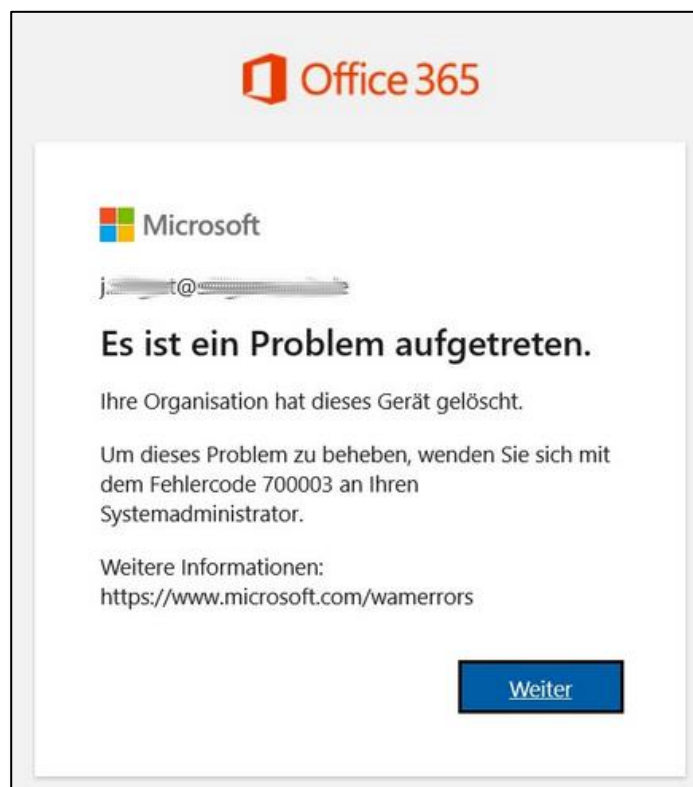 Office 365
Microsoft
Es ist ein Problem aufgetreten.
Ihre Organisation hat dieses Gerät gelöscht.
Um dieses Problem zu beheben, wenden Sie sich mit
dem Fehlercode 700003 an Ihren
Systemadministrator.
Weitere Informationen:
https://www.microsoft.com/wamerrors
Weiter